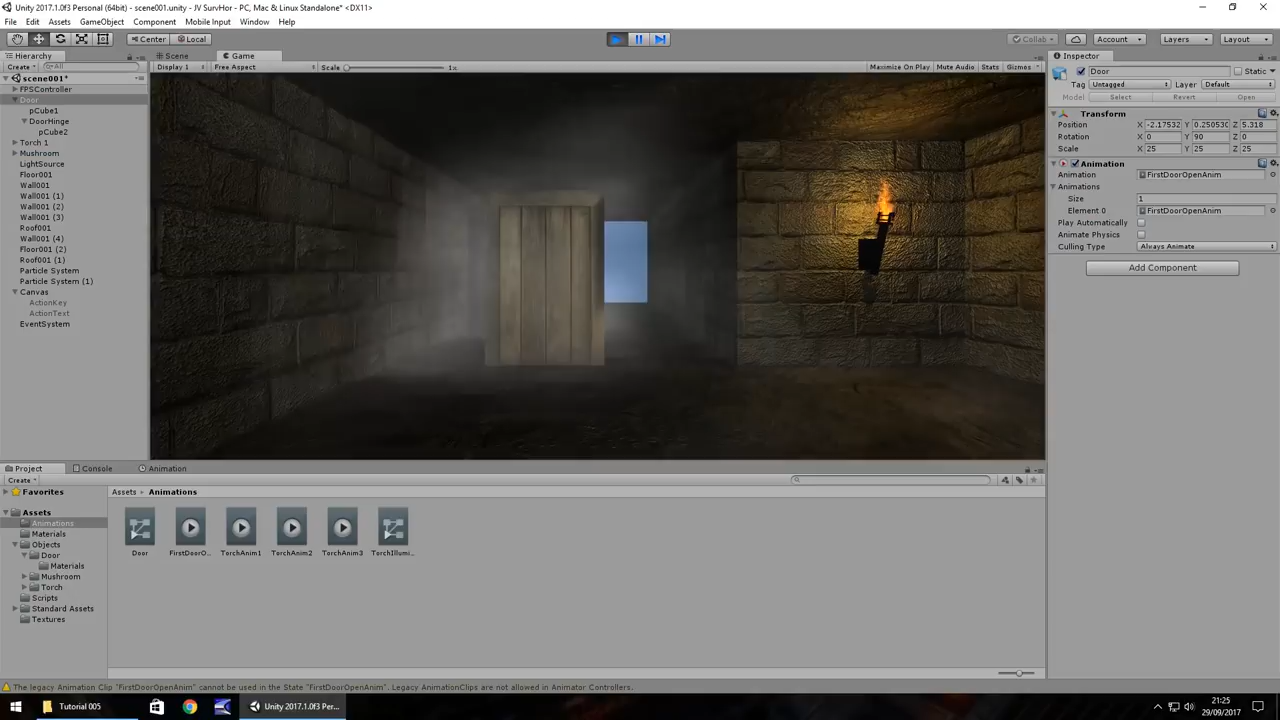 Unity 2017.1.0f3 Personal (64bit) - scene001.unity - JV SurvHor - PC, Mac & Linux Standalone* <DX11>
File Edit Assets GameObject Component Mobile Input Window Help
Center Local Collab Account Layers Layout
Hierarchy Scene Game Inspector
Create All Display 1 Free Aspect Scale 1x Maximize On Play Mute Audio Stats Gizmos
Door Static
scene001*
FPSController
Tag Untagged Layer Default
Door
Model Select Revert Open
pCube1
Transform
DoorHinge
Position X -2.17532 Y 0.250530 Z 5.318
pCube2
Rotation X 0 Y 90 Z 0
Torch 1
Scale X 25 Y 25 Z 25
Mushroom
LightSource
Animation
Floor001
Animation FirstDoorOpenAnim
Wall001
Animations
Wall001 (1)
Size 1
Wall001 (2)
Element 0 FirstDoorOpenAnim
Wall001 (3)
Play Automatically
Roof001
Animate Physics
Wall001 (4)
Culling Type Always Animate
Floor001 (2)
Roof001 (1)
Add Component
Particle System
Particle System (1)
Canvas
ActionKey
ActionText
EventSystem
Project Console Animation
Create
Favorites Assets Animations
Assets
Animations
Materials
Objects
Door
Materials
Mushroom
Torch
Scripts
Standard Assets
Textures
Door FirstDoorO... TorchAnim1 TorchAnim2 TorchAnim3 TorchIllumi...
The legacy Animation Clip "FirstDoorOpenAnim" cannot be used in the State "FirstDoorOpenAnim". Legacy AnimationClips are not allowed in Animator Controllers.
Tutorial 005 Unity 2017.1.0f3 Per...
21:25
29/09/2017